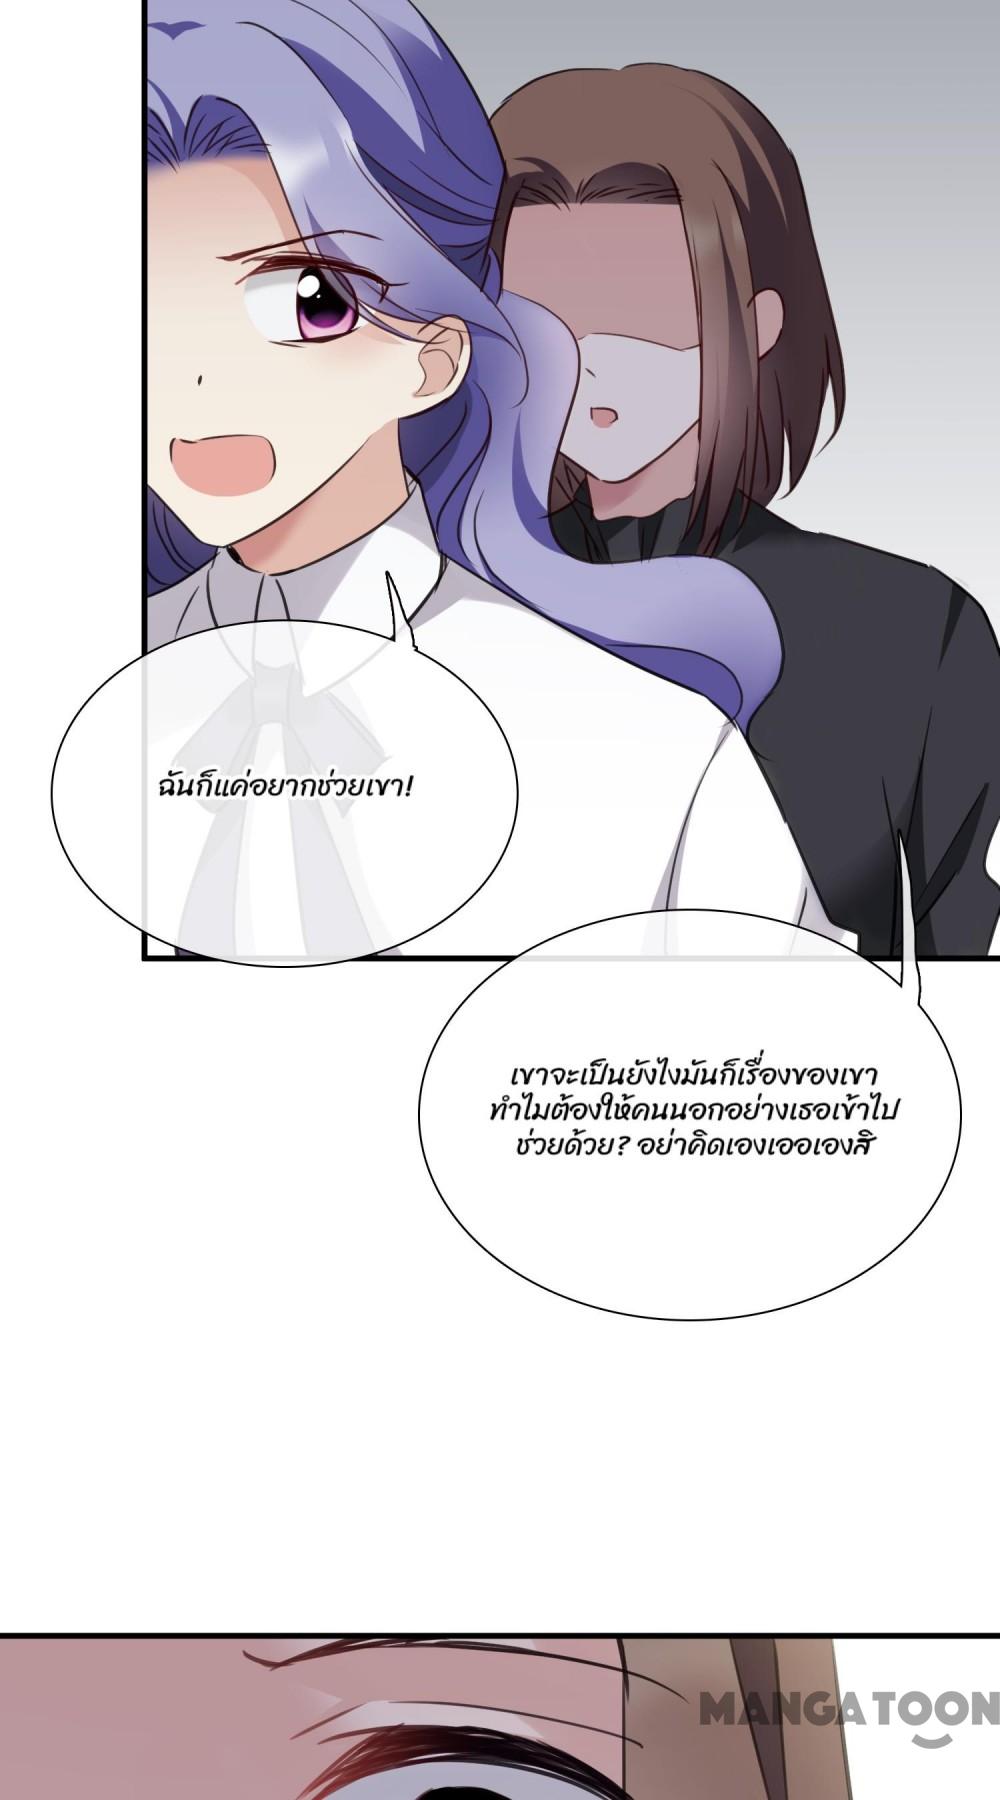 ฉันก็แค่อยากช่วยเขา!
เขาจะเป็นยังไงมันก็เรื่องของเขา
ทำไมต้องให้คนนอกอย่างเธอเข้าไป
ช่วยด้วย? อย่าคิดเองเออเองสิ
MANGATOON